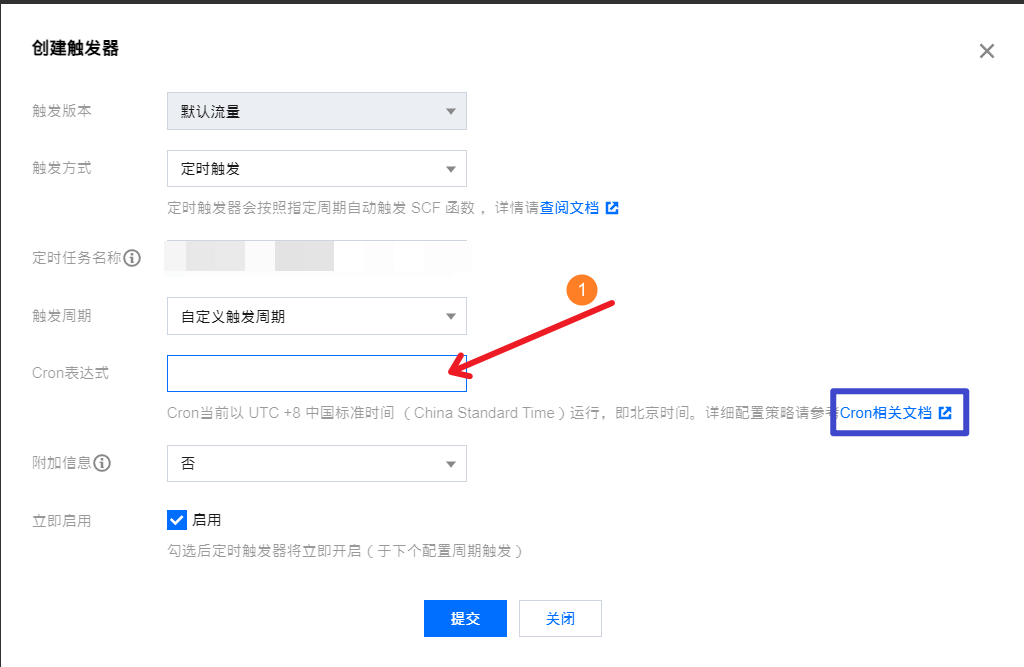 创建触发器
触发版本 默认流量
触发方式 定时触发
定时触发器会按照指定周期自动触发 SCF 函数 ，详情请查阅文档
定时任务名称
触发周期 自定义触发周期
1
Cron表达式
Cron当前以 UTC +8 中国标准时间 （China Standard Time）运行，即北京时间。详细配置策略请参考Cron相关文档
附加信息 否
立即启用 启用
勾选后定时触发器将立即开启（于下个配置周期触发）
提交 关闭